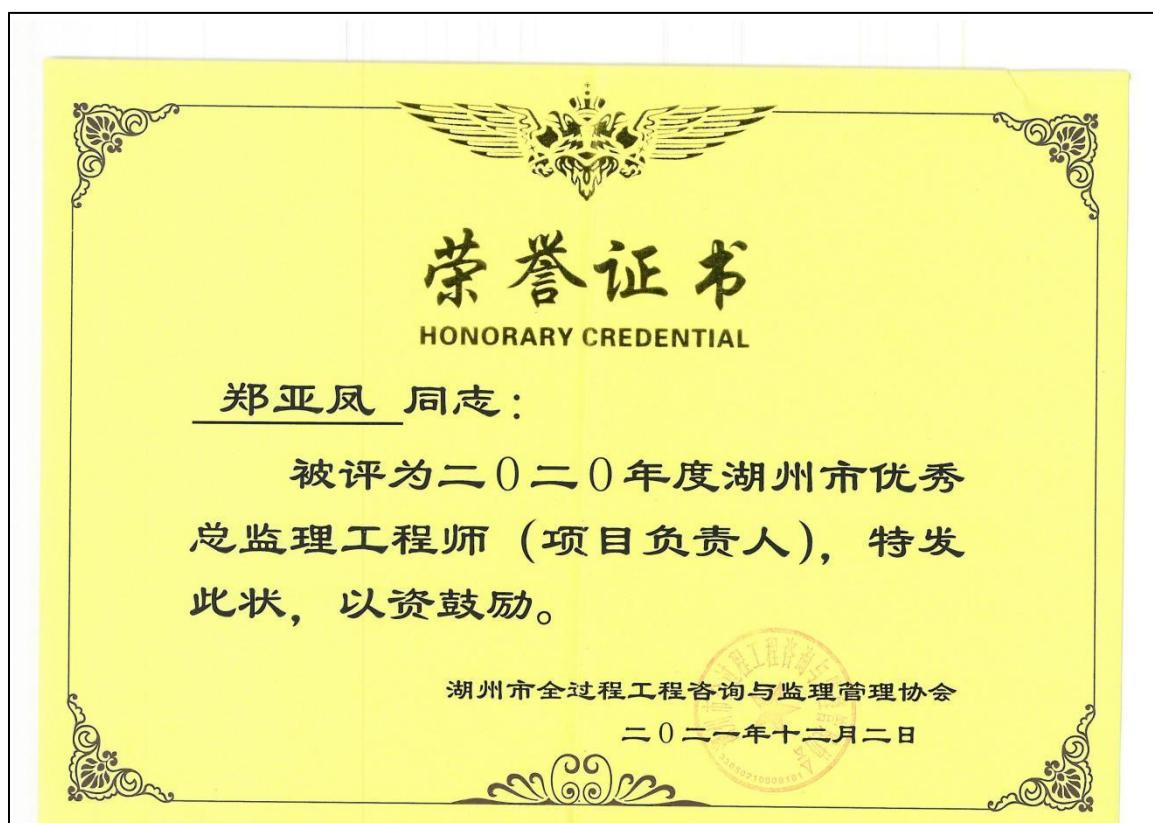 荣誉证书
HONORARY CREDENTIAL
郑亚凤 同志：
被评为二0二0年度湖州市优秀
总监理工程师（项目负责人），特发
此状，以资鼓励。
湖州市全过程工程咨询与监理管理协会
二0二一年十二月二日